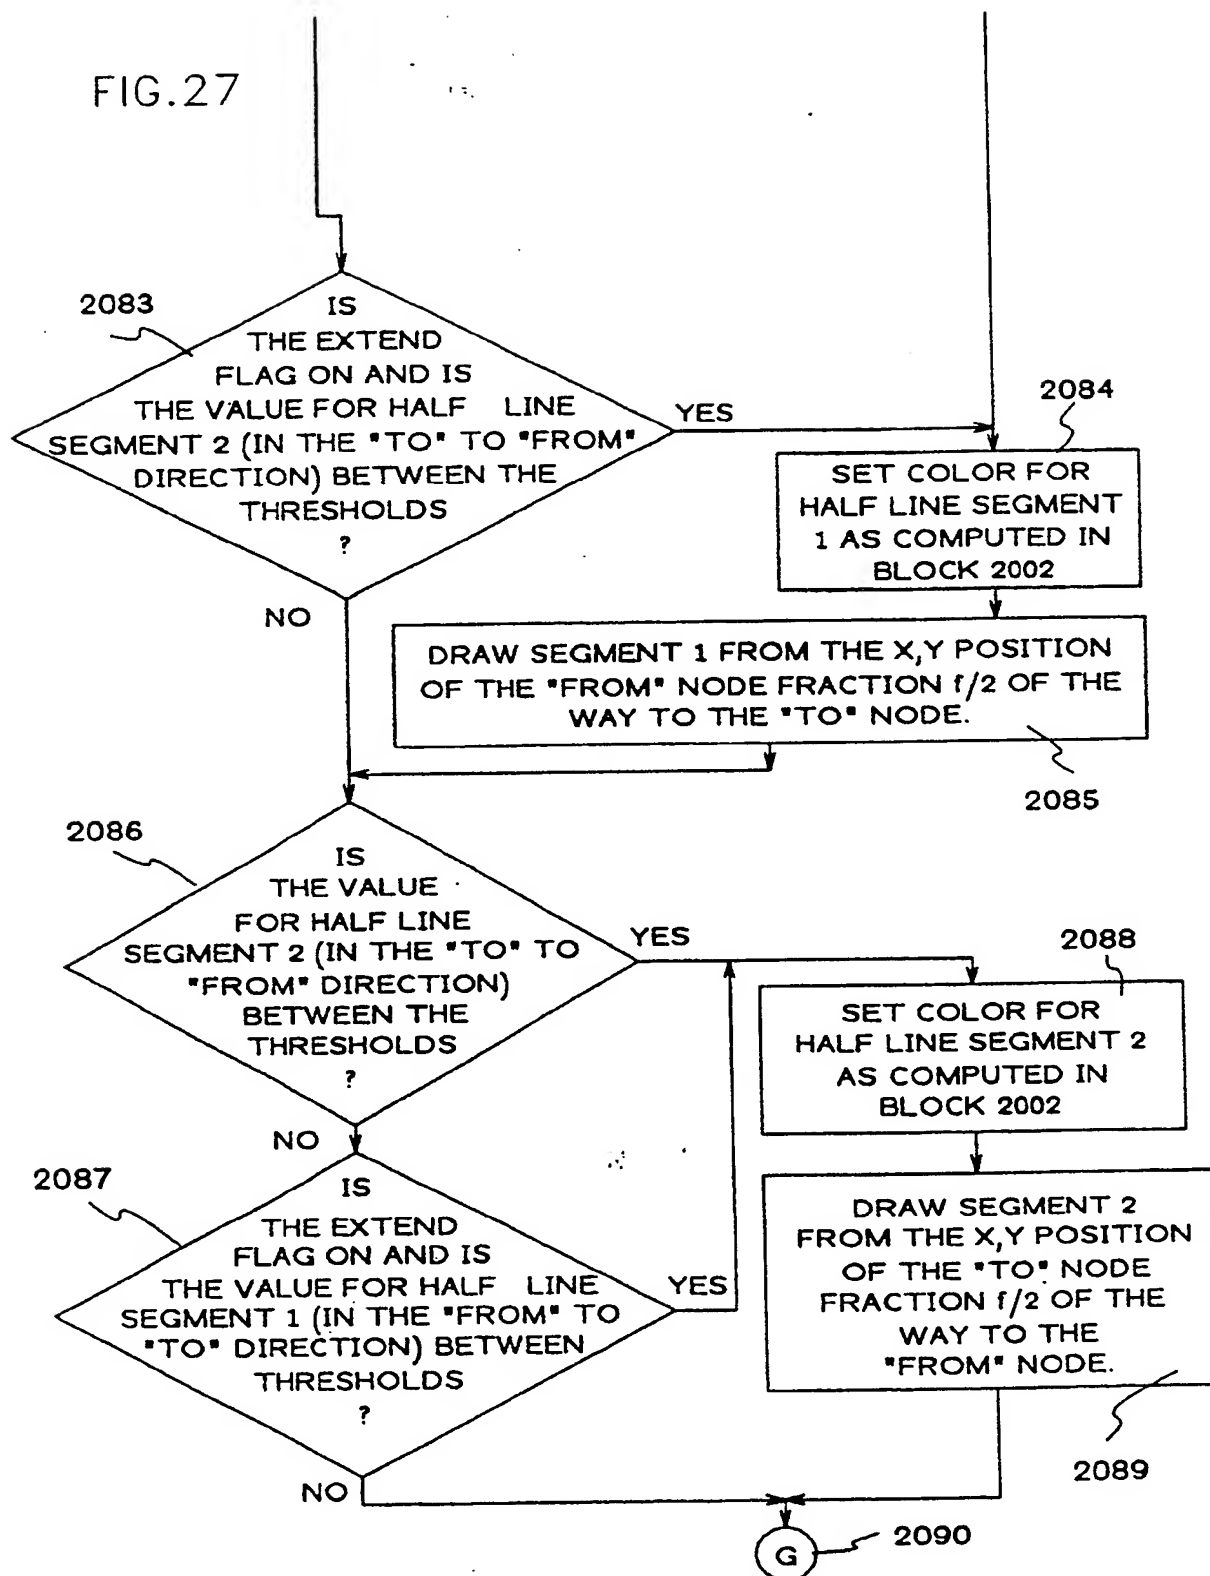 FIG.27
2083
IS
THE EXTEND
FLAG ON AND IS
THE VALUE FOR HALF LINE
SEGMENT 2 (IN THE "TO" TO "FROM"
DIRECTION) BETWEEN THE
THRESHOLDS
?
YES
NO
2084
SET COLOR FOR
HALF LINE SEGMENT
1 AS COMPUTED IN
BLOCK 2002
DRAW SEGMENT 1 FROM THE X,Y POSITION
OF THE "FROM" NODE FRACTION f/2 OF THE
WAY TO THE "TO" NODE.
2085
2086
IS
THE VALUE
FOR HALF LINE
SEGMENT 2 (IN THE "TO" TO
"FROM" DIRECTION)
BETWEEN THE
THRESHOLDS
?
YES
NO
2088
SET COLOR FOR
HALF LINE SEGMENT 2
AS COMPUTED IN
BLOCK 2002
2087
IS
THE EXTEND
FLAG ON AND IS
THE VALUE FOR HALF LINE
SEGMENT 1 (IN THE "FROM" TO
"TO" DIRECTION) BETWEEN
THRESHOLDS
?
YES
NO
DRAW SEGMENT 2
FROM THE X,Y POSITION
OF THE "TO" NODE
FRACTION f/2 OF THE
WAY TO THE
"FROM" NODE.
2089
G
2090